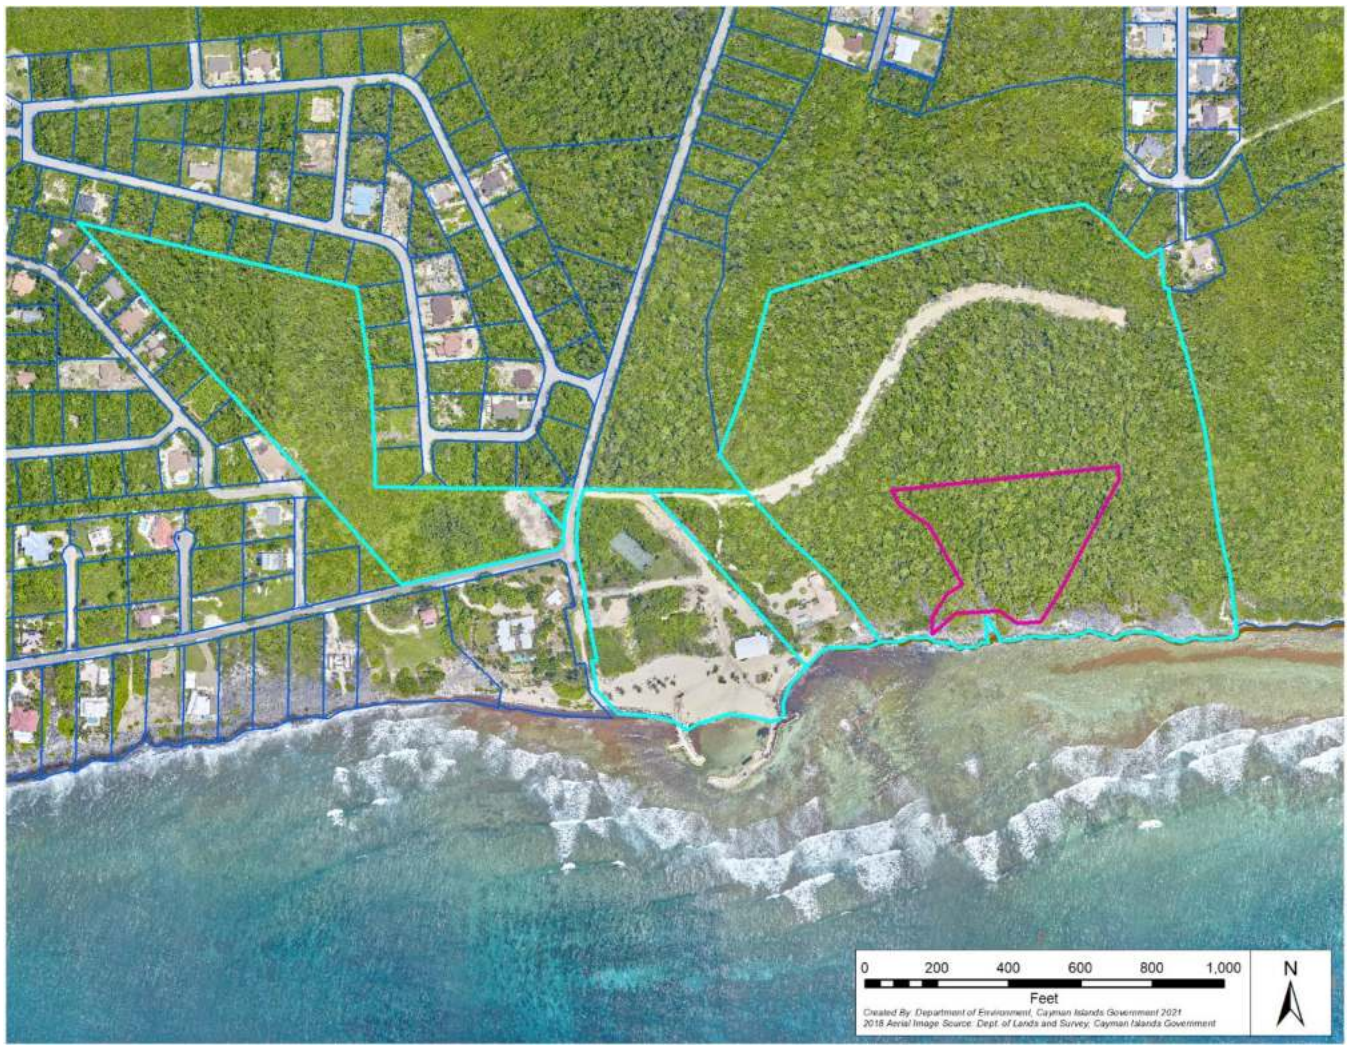 0 200 400 600 800 1,000
Feet
N
Created By: Department of Environment, Cayman Islands Government 2021
2018 Aerial Image Source: Dept. of Lands and Survey, Cayman Islands Government